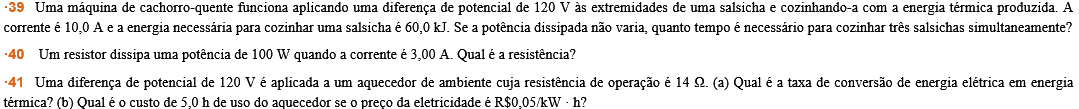 ·39 Uma máquina de cachorro-quente funciona aplicando uma diferença de potencial de 120 V às extremidades de uma salsicha e cozinhando-a com a energia térmica produzida. A
corrente é 10,0 A e a energia necessária para cozinhar uma salsicha é 60,0 kJ. Se a potência dissipada não varia, quanto tempo é necessário para cozinhar três salsichas simultaneamente?
·40 Um resistor dissipa uma potência de 100 W quando a corrente é 3,00 A. Qual é a resistência?
·41 Uma diferença de potencial de 120 V é aplicada a um aquecedor de ambiente cuja resistência de operação é 14 Ω. (a) Qual é a taxa de conversão de energia elétrica em energia
térmica? (b) Qual é o custo de 5,0 h de uso do aquecedor se o preço da eletricidade é R$0,05/kW · h?